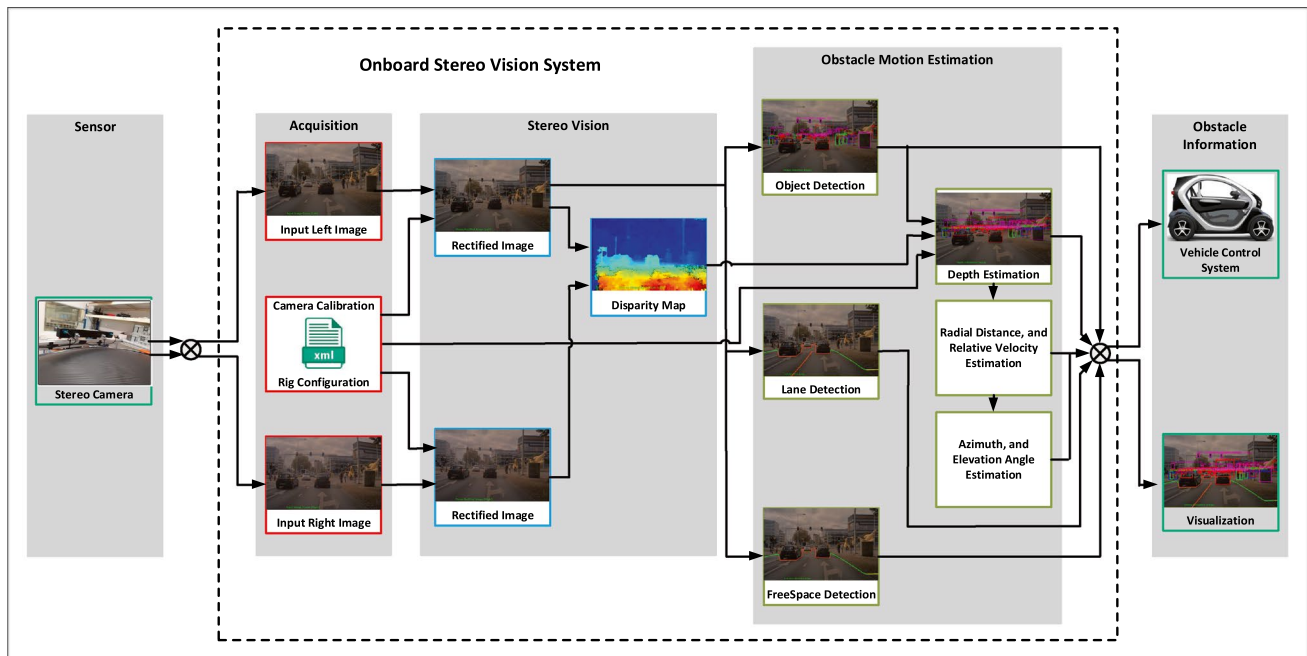 Onboard Stereo Vision System
Sensor
Stereo Camera
Acquisition
Input Left Image
Camera Calibration
xml
Rig Configuration
Input Right Image
Stereo Vision
Rectified Image
Disparity Map
Rectified Image
Obstacle Motion Estimation
Object Detection
Depth Estimation
Lane Detection
Radial Distance, and
Relative Velocity
Estimation
Azimuth, and
Elevation Angle
Estimation
FreeSpace Detection
Obstacle
Information
Vehicle Control
System
Visualization